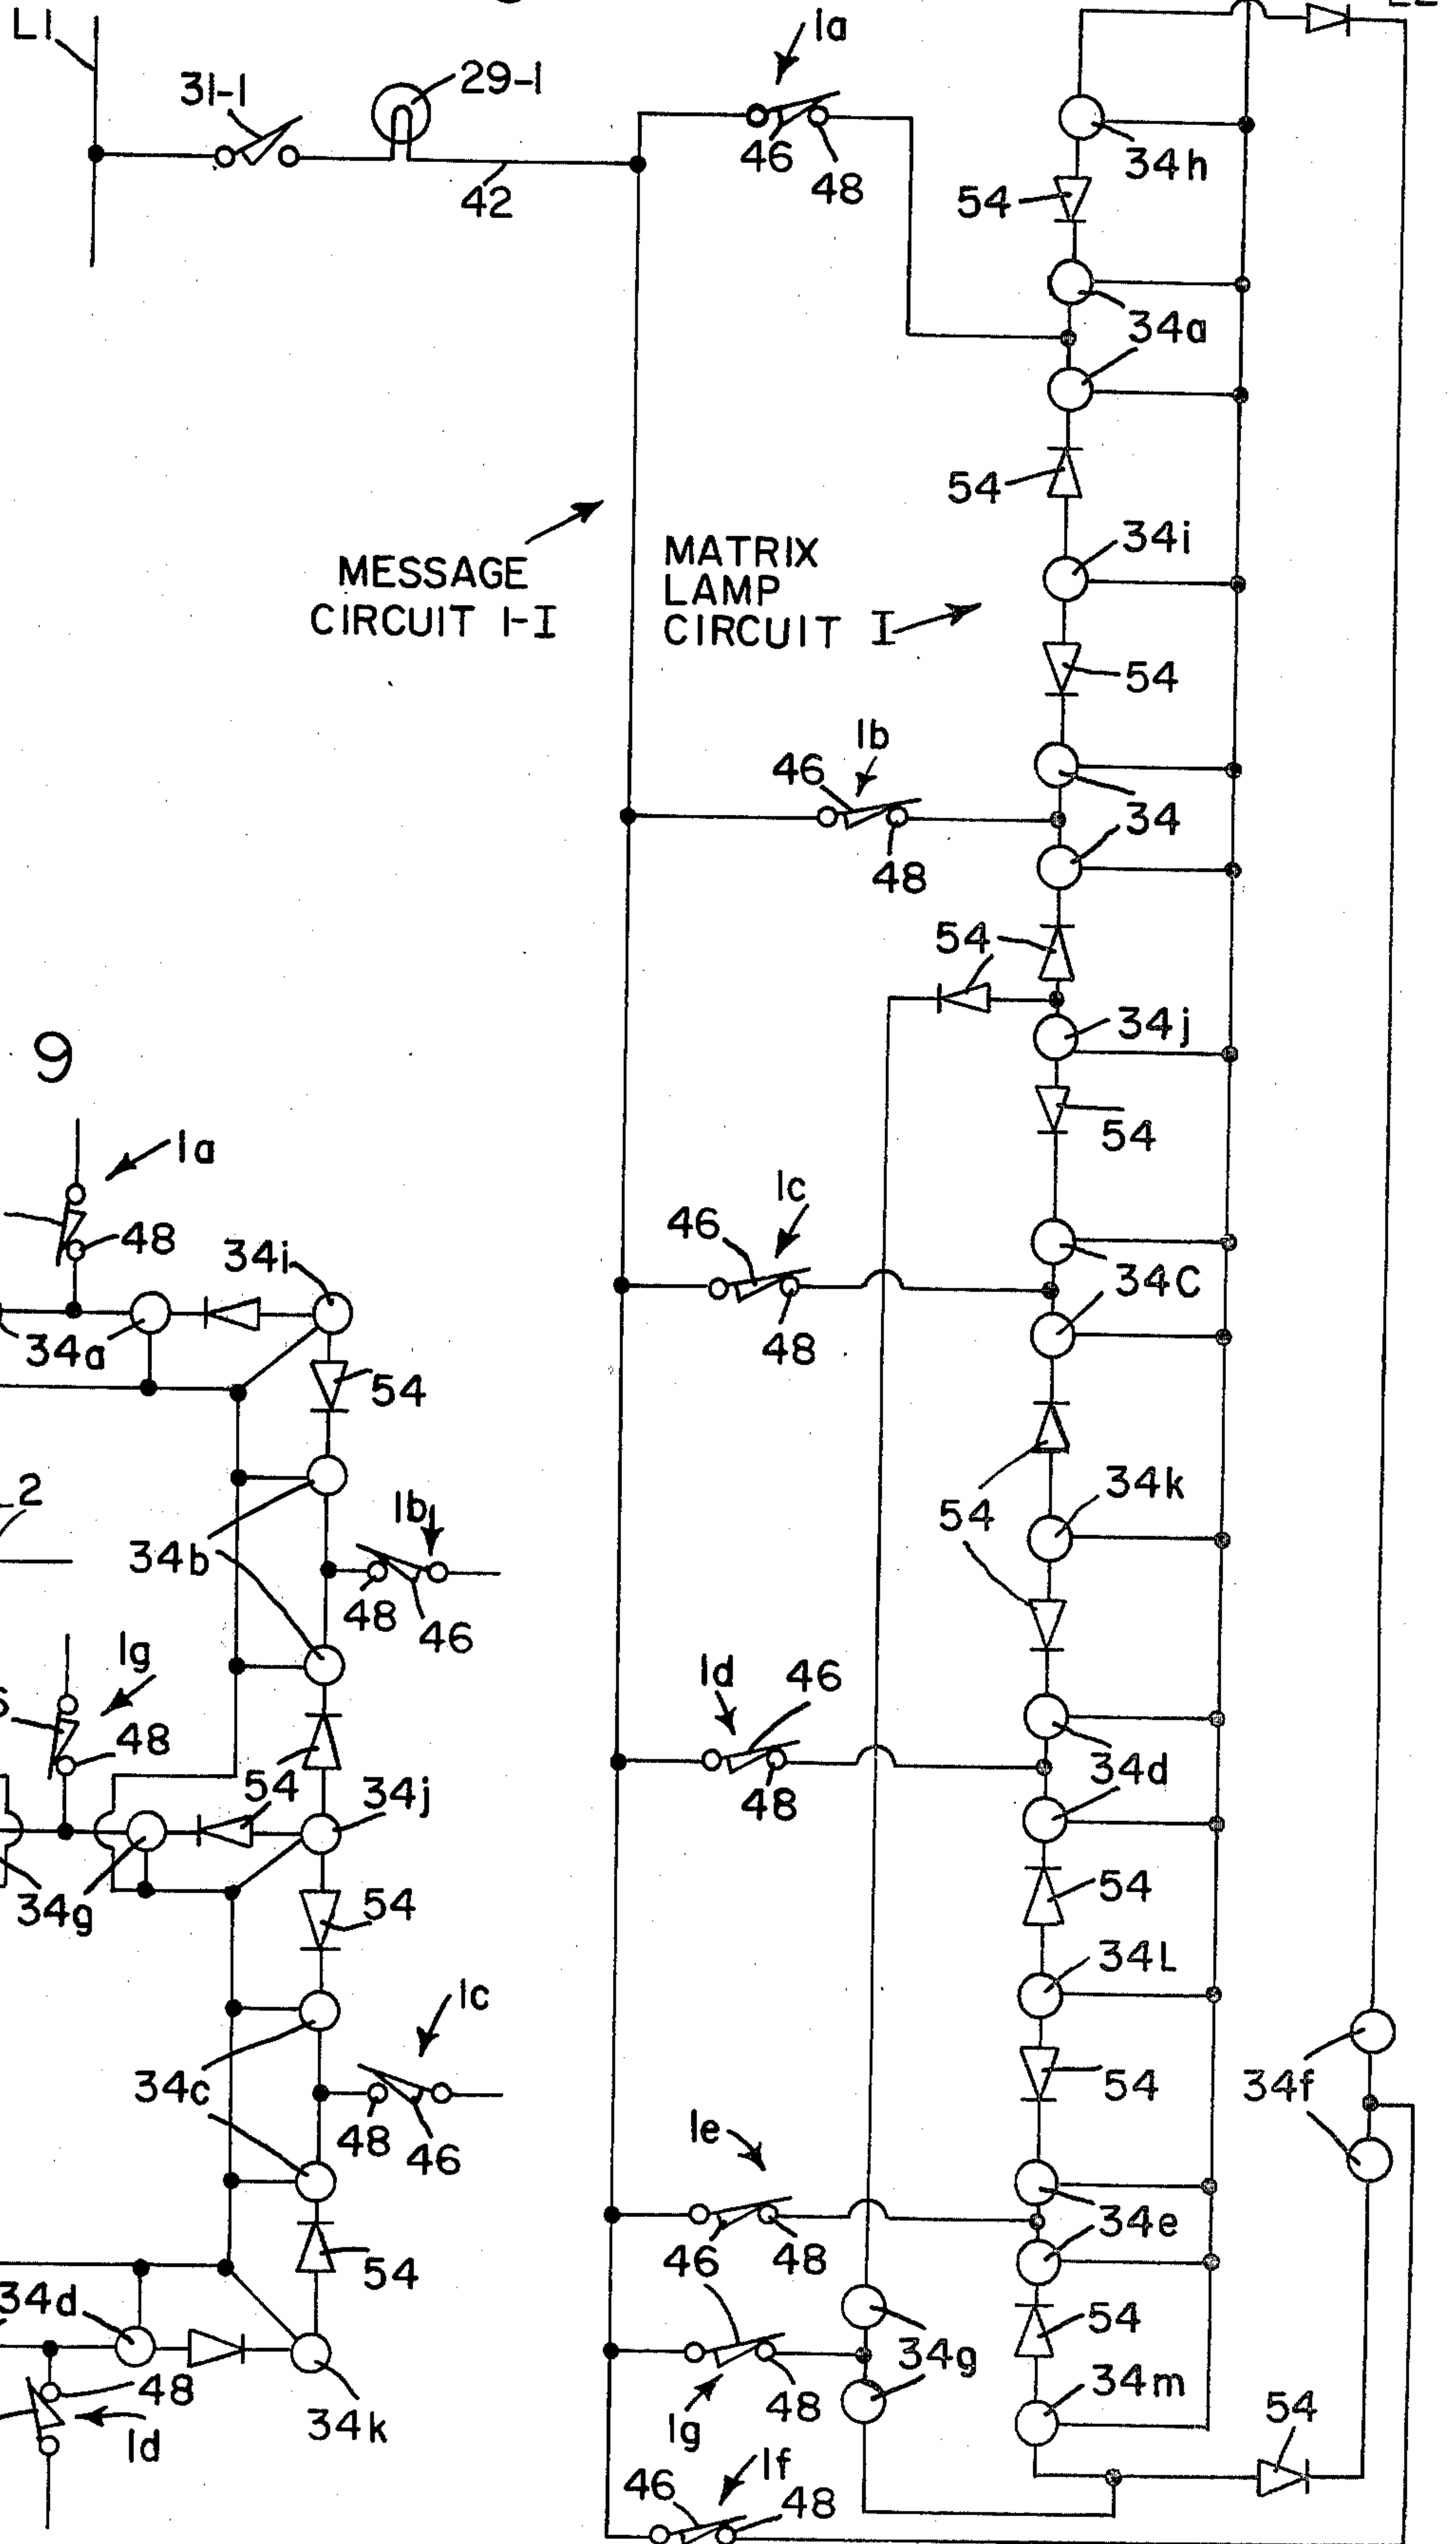 L1
31-1
29-1
42
1a
46
48
34h
54
34a
54
34i
MESSAGE
CIRCUIT 1-I
MATRIX
LAMP
CIRCUIT I
54
1b
46
34
48
54
34j
54
1c
46
34C
48
34k
54
1d
46
34d
48
54
34L
54
34f
1e
34e
46
48
54
34g
34m
48
1g
54
1f
46
48
9
1a
48
34i
34a
54
2
1b
34b
48
46
1g
48
54
34j
34g
54
1c
34c
48
46
54
34d
48
34k
1d